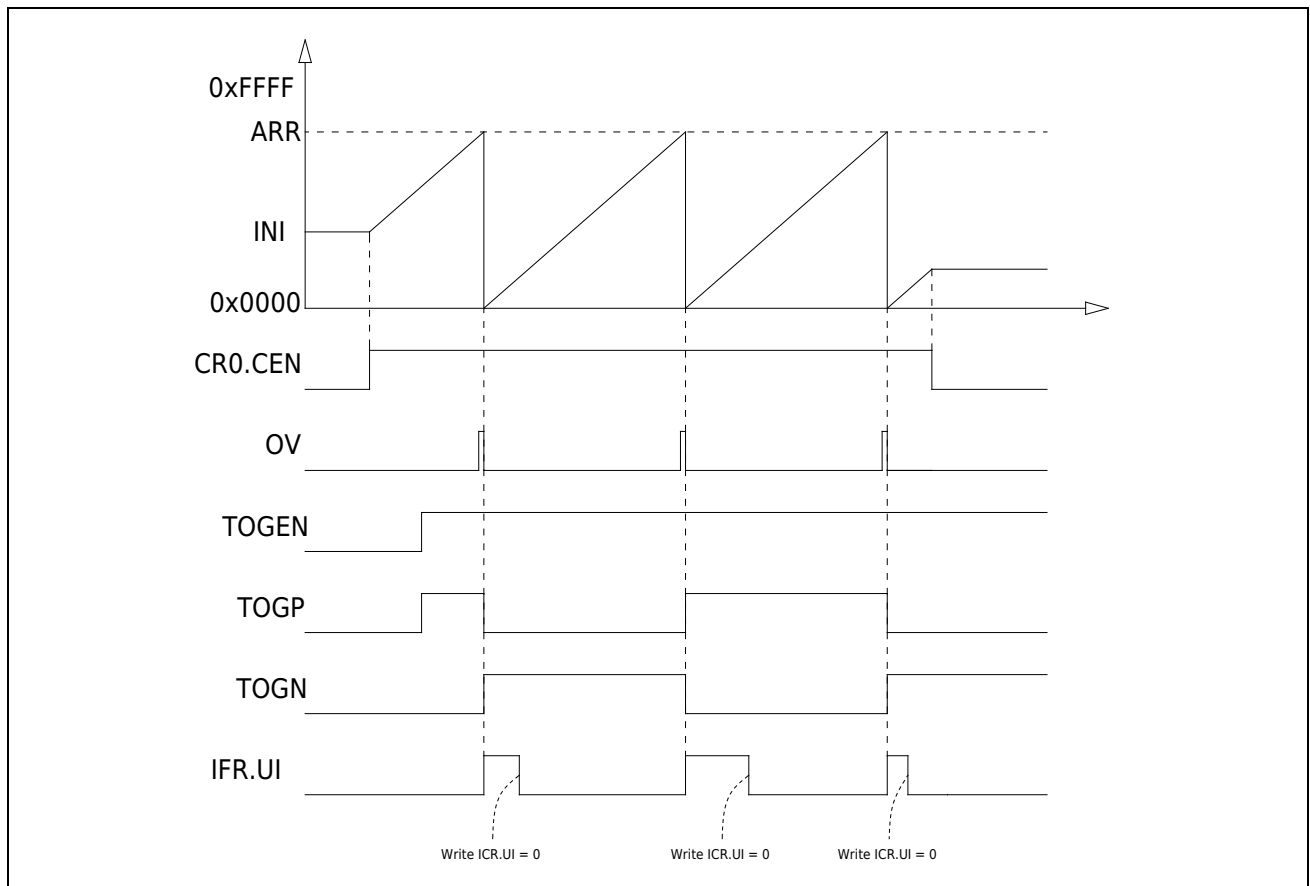 0xFFFF
ARR
INI
0x0000
CR0.CEN
OV
TOGEN
TOGP
TOGN
IFR.UI
Write ICR.UI = 0
Write ICR.UI = 0
Write ICR.UI = 0